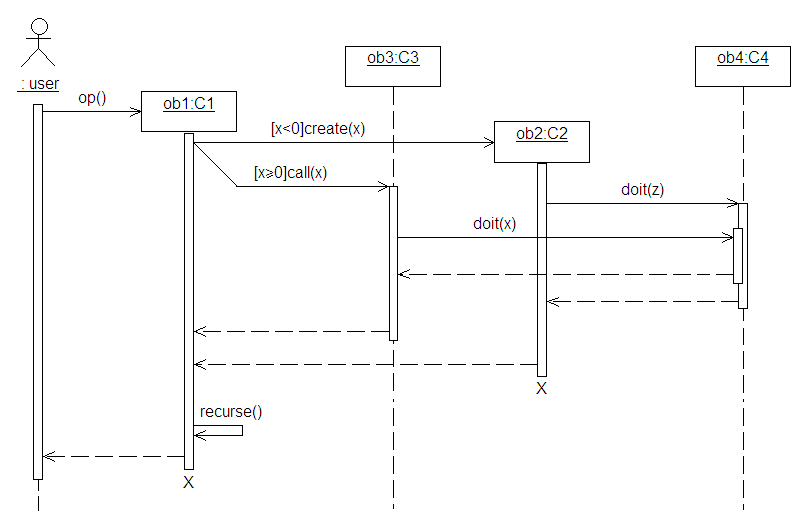 ob3:C3
ob4:C4
: user
op()
ob1:C1
[x<0]create(x)
ob2:C2
[x≥0]call(x)
doit(z)
doit(x)
X
recurse()
X